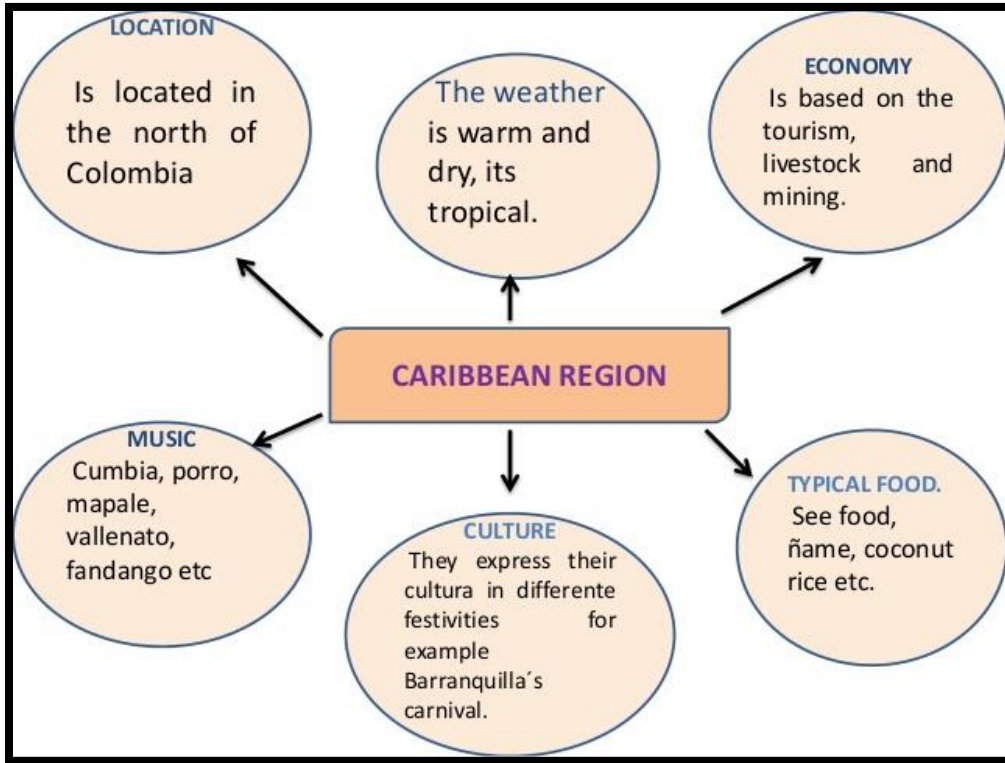 LOCATION
Is located in
the north of
Colombia
The weather
is warm and
dry, its
tropical.
ECONOMY
Is based on the
tourism,
livestock and
mining.
CARIBBEAN REGION
MUSIC
Cumbia, porro,
mapale,
vallenato,
fandango etc
CULTURE
They express their
cultura in differente
festivities for
example
Barranquilla´s
carnival.
TYPICAL FOOD.
See food,
ñame, coconut
rice etc.